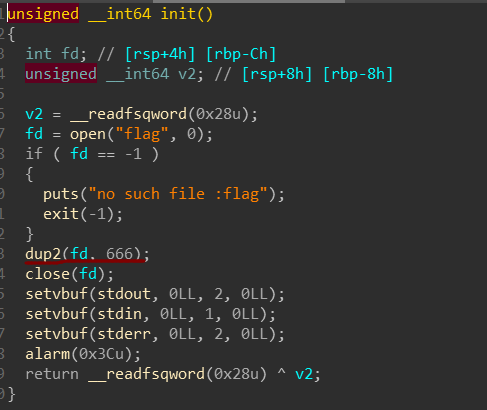 unsigned __int64 init()
{
int fd; // [rsp+4h] [rbp-Ch]
unsigned __int64 v2; // [rsp+8h] [rbp-8h]
v2 = __readfsqword(0x28u);
fd = open("flag", 0);
if ( fd == -1 )
{
puts("no such file :flag");
exit(-1);
}
dup2(fd, 666);
close(fd);
setvbuf(stdout, 0LL, 2, 0LL);
setvbuf(stdin, 0LL, 1, 0LL);
setvbuf(stderr, 0LL, 2, 0LL);
alarm(0x3Cu);
return __readfsqword(0x28u) ^ v2;
}